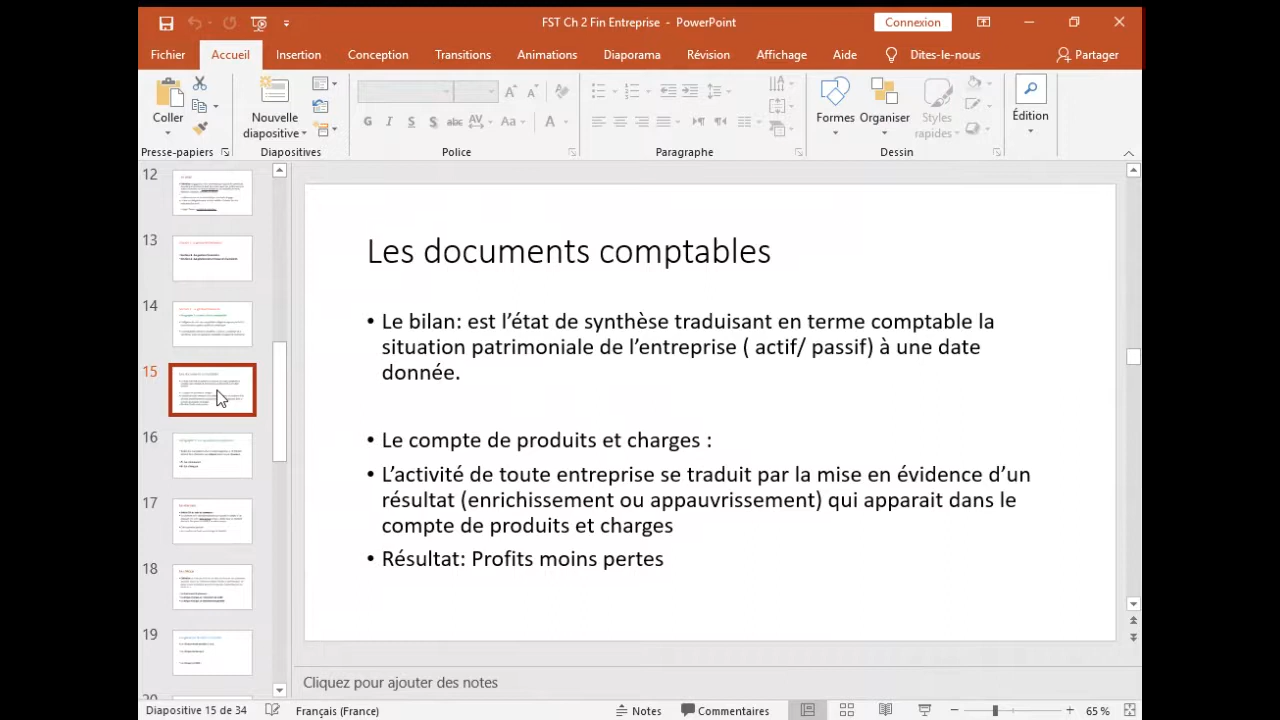 FST Ch 2 Fin Entreprise - PowerPoint
Connexion
Fichier Accueil Insertion Conception Transitions Animations Diaporama Révision Affichage Aide Dites-le-nous Partager
Coller
Nouvelle
diapositive
G I S S abc AV Aa A
Formes Organiser Styles
rapides
Édition
Presse-papiers Diapositives Police Paragraphe Dessin
12
13
14
15
16
17
18
19
Les documents comptables
Le bilan est l’état de synthèse traduisant en terme comptable la
situation patrimoniale de l’entreprise ( actif/ passif) à une date
donnée.
• Le compte de produits et charges :
• L’activité de toute entreprise se traduit par la mise en évidence d’un
résultat (enrichissement ou appauvrissement) qui apparait dans le
compte de produits et charges
• Résultat: Profits moins pertes
Cliquez pour ajouter des notes
Diapositive 15 de 34 Français (France) Notes Commentaires 65 %